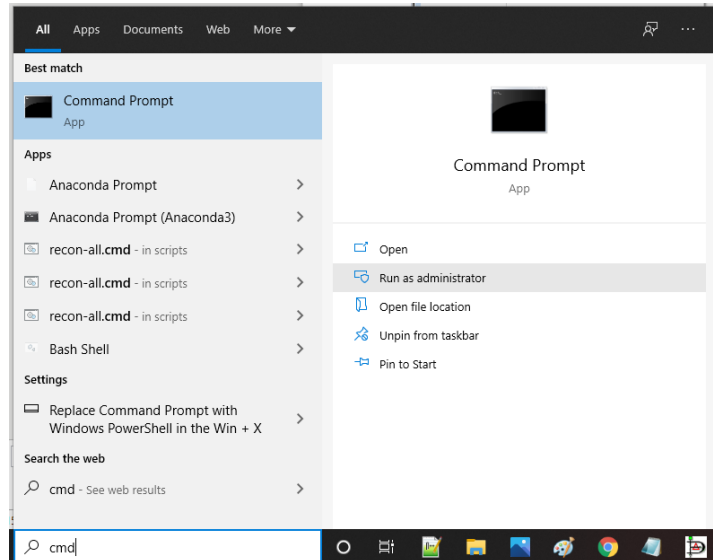 All Apps Documents Web More
Best match
Command Prompt
App
Apps
Anaconda Prompt
Anaconda Prompt (Anaconda3)
recon-all.cmd - in scripts
recon-all.cmd - in scripts
recon-all.cmd - in scripts
Bash Shell
Settings
Replace Command Prompt with
Windows PowerShell in the Win + X
Search the web
cmd - See web results
cmd
Command Prompt
App
Open
Run as administrator
Open file location
Unpin from taskbar
Pin to Start